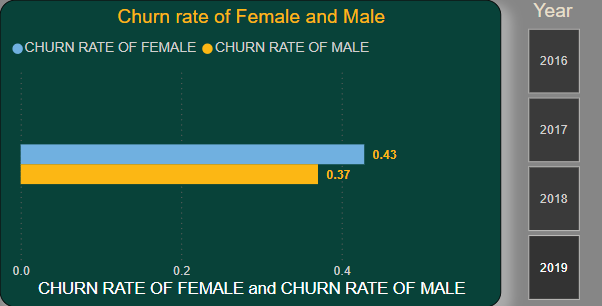 Churn rate of Female and Male
CHURN RATE OF FEMALE CHURN RATE OF MALE
0.43
0.37
0.0 0.2 0.4
CHURN RATE OF FEMALE and CHURN RATE OF MALE
Year
2016
2017
2018
2019